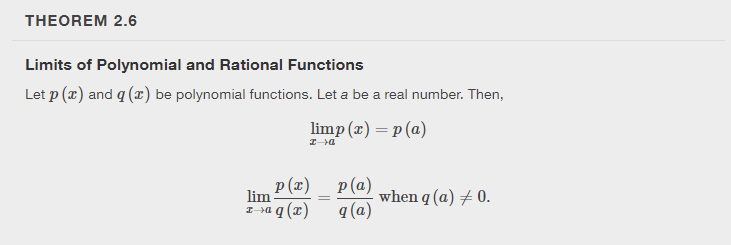 THEOREM 2.6
Limits of Polynomial and Rational Functions
Let p (x) and q (x) be polynomial functions. Let a be a real number. Then,
lim p (x) = p (a)
x→a
lim p (x) / q (x) = p (a) / q (a) when q (a) ≠ 0.
x→a